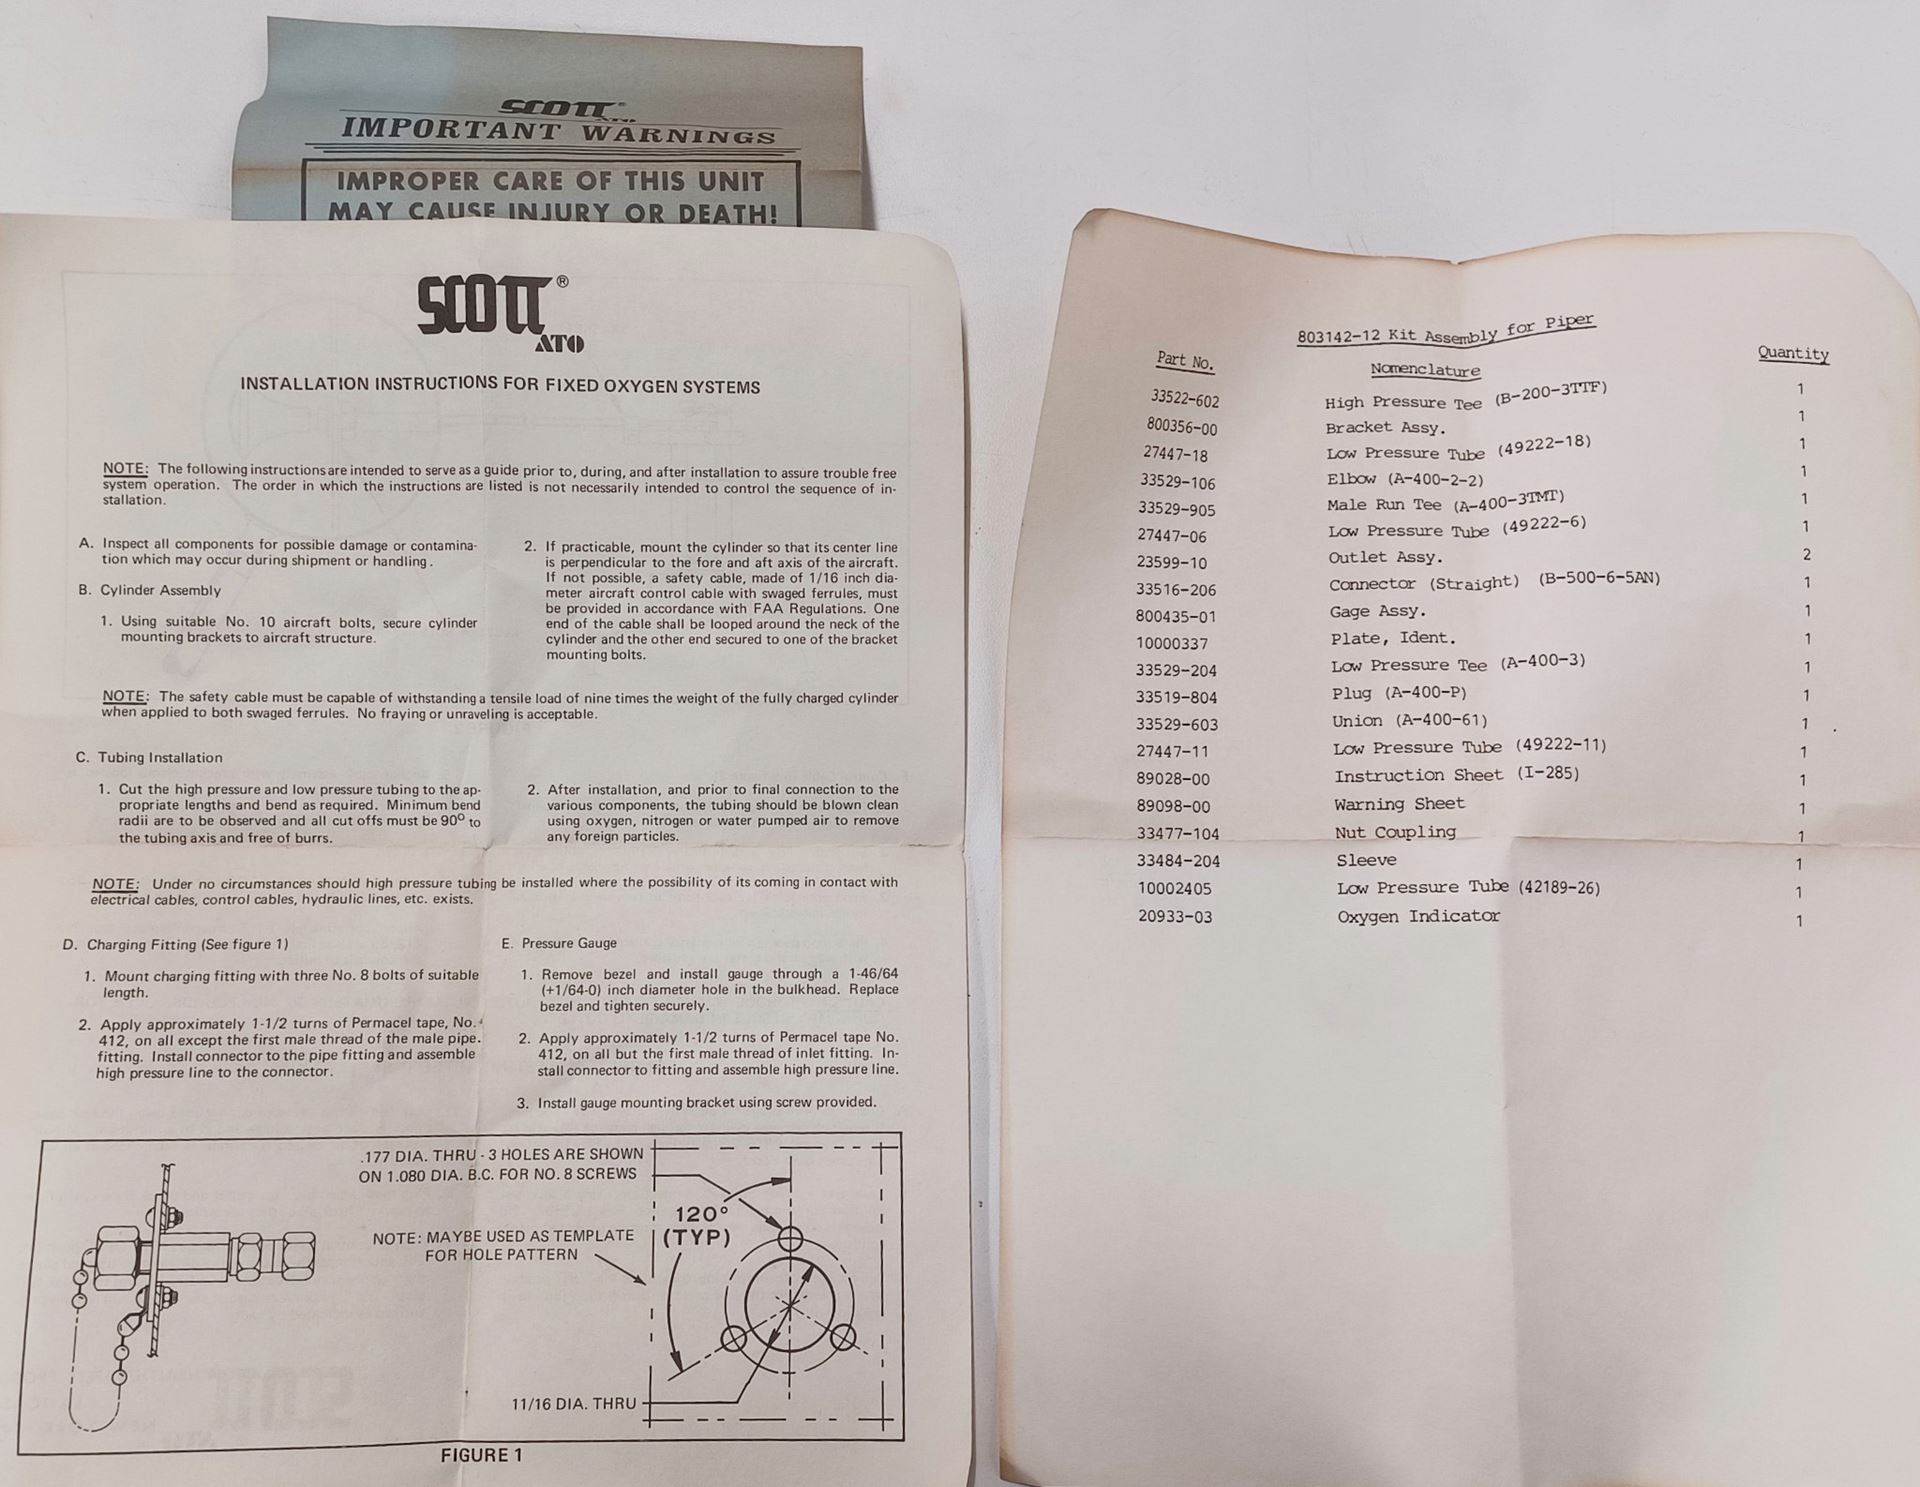 SCOTT®
ATO
IMPORTANT WARNINGS
IMPROPER CARE OF THIS UNIT
MAY CAUSE INJURY OR DEATH!
SCOTT®
ATO
INSTALLATION INSTRUCTIONS FOR FIXED OXYGEN SYSTEMS
NOTE: The following instructions are intended to serve as a guide prior to, during, and after installation to assure trouble free
system operation. The order in which the instructions are listed is not necessarily intended to control the sequence of in-
stallation.
A. Inspect all components for possible damage or contamina-
tion which may occur during shipment or handling.
B. Cylinder Assembly
1. Using suitable No. 10 aircraft bolts, secure cylinder
mounting brackets to aircraft structure.
2. If practicable, mount the cylinder so that its center line
is perpendicular to the fore and aft axis of the aircraft.
If not possible, a safety cable, made of 1/16 inch dia-
meter aircraft control cable with swaged ferrules, must
be provided in accordance with FAA Regulations. One
end of the cable shall be looped around the neck of the
cylinder and the other end secured to one of the bracket
mounting bolts.
NOTE: The safety cable must be capable of withstanding a tensile load of nine times the weight of the fully charged cylinder
when applied to both swaged ferrules. No fraying or unraveling is acceptable.
C. Tubing Installation
1. Cut the high pressure and low pressure tubing to the ap-
propriate lengths and bend as required. Minimum bend
radii are to be observed and all cut offs must be 90° to
the tubing axis and free of burrs.
2. After installation, and prior to final connection to the
various components, the tubing should be blown clean
using oxygen, nitrogen or water pumped air to remove
any foreign particles.
NOTE: Under no circumstances should high pressure tubing be installed where the possibility of its coming in contact with
electrical cables, control cables, hydraulic lines, etc. exists.
D. Charging Fitting (See figure 1)
1. Mount charging fitting with three No. 8 bolts of suitable
length.
2. Apply approximately 1-1/2 turns of Permacel tape, No.
412, on all except the first male thread of the male pipe.
fitting. Install connector to the pipe fitting and assemble
high pressure line to the connector.
E. Pressure Gauge
1. Remove bezel and install gauge through a 1-46/64
(+1/64-0) inch diameter hole in the bulkhead. Replace
bezel and tighten securely.
2. Apply approximately 1-1/2 turns of Permacel tape No.
412, on all but the first male thread of inlet fitting. In-
stall connector to fitting and assemble high pressure line.
3. Install gauge mounting bracket using screw provided.
.177 DIA. THRU - 3 HOLES ARE SHOWN
ON 1.080 DIA. B.C. FOR NO. 8 SCREWS
120°
(TYP)
NOTE: MAYBE USED AS TEMPLATE
FOR HOLE PATTERN
11/16 DIA. THRU
FIGURE 1
803142-12 Kit Assembly for Piper
Part No. Nomenclature Quantity
33522-602 High Pressure Tee (B-200-3TTF) 1
800356-00 Bracket Assy. 1
27447-18 Low Pressure Tube (49222-18) 1
33529-106 Elbow (A-400-2-2) 1
33529-905 Male Run Tee (A-400-3TMT) 1
27447-06 Low Pressure Tube (49222-6) 1
23599-10 Outlet Assy. 2
33516-206 Connector (Straight) (B-500-6-5AN) 1
800435-01 Gage Assy. 1
10000337 Plate, Ident. 1
33529-204 Low Pressure Tee (A-400-3) 1
33519-804 Plug (A-400-P) 1
33529-603 Union (A-400-61) 1
27447-11 Low Pressure Tube (49222-11) 1
89028-00 Instruction Sheet (I-285) 1
89098-00 Warning Sheet 1
33477-104 Nut Coupling 1
33484-204 Sleeve 1
10002405 Low Pressure Tube (42189-26) 1
20933-03 Oxygen Indicator 1